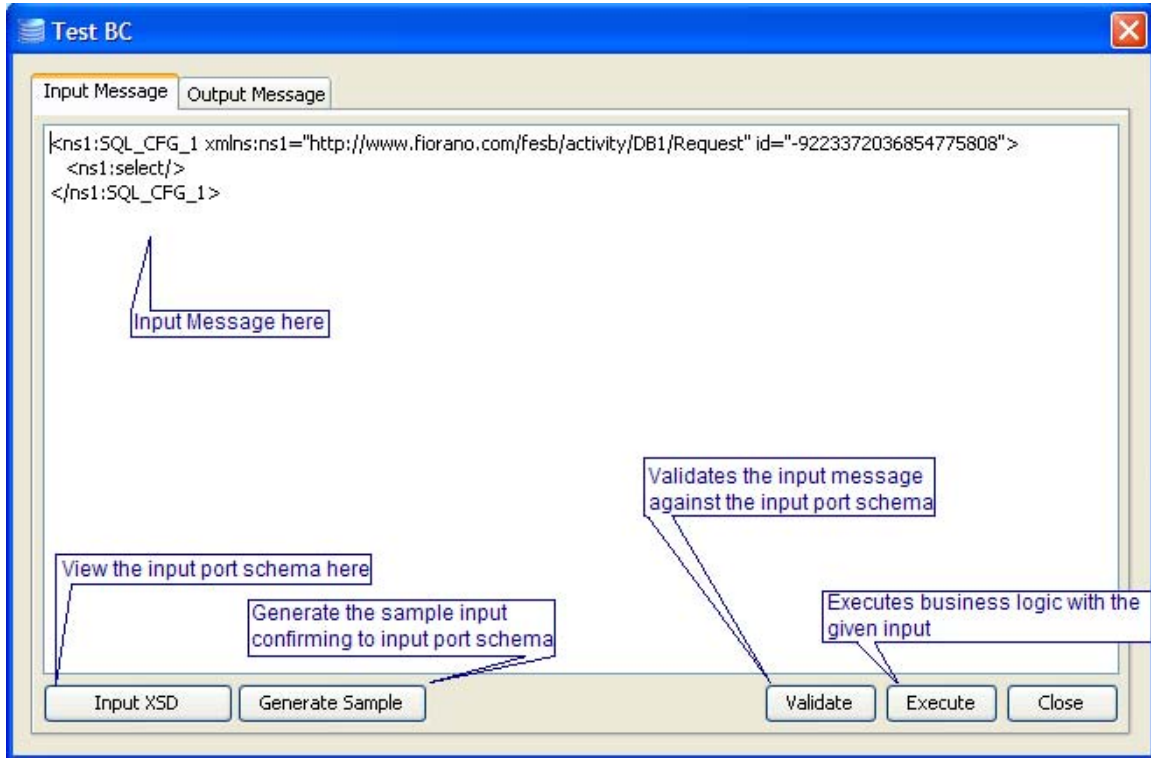 Test BC
Input Message Output Message
<ns1:SQL_CFG_1 xmlns:ns1="http://www.fiorano.com/fesb/activity/DB1/Request" id="-9223372036854775808">
<ns1:select/>
</ns1:SQL_CFG_1>
Input Message here
Validates the input message
against the input port schema
View the input port schema here
Generate the sample input
confirming to input port schema
Executes business logic with the
given input
Input XSD Generate Sample Validate Execute Close